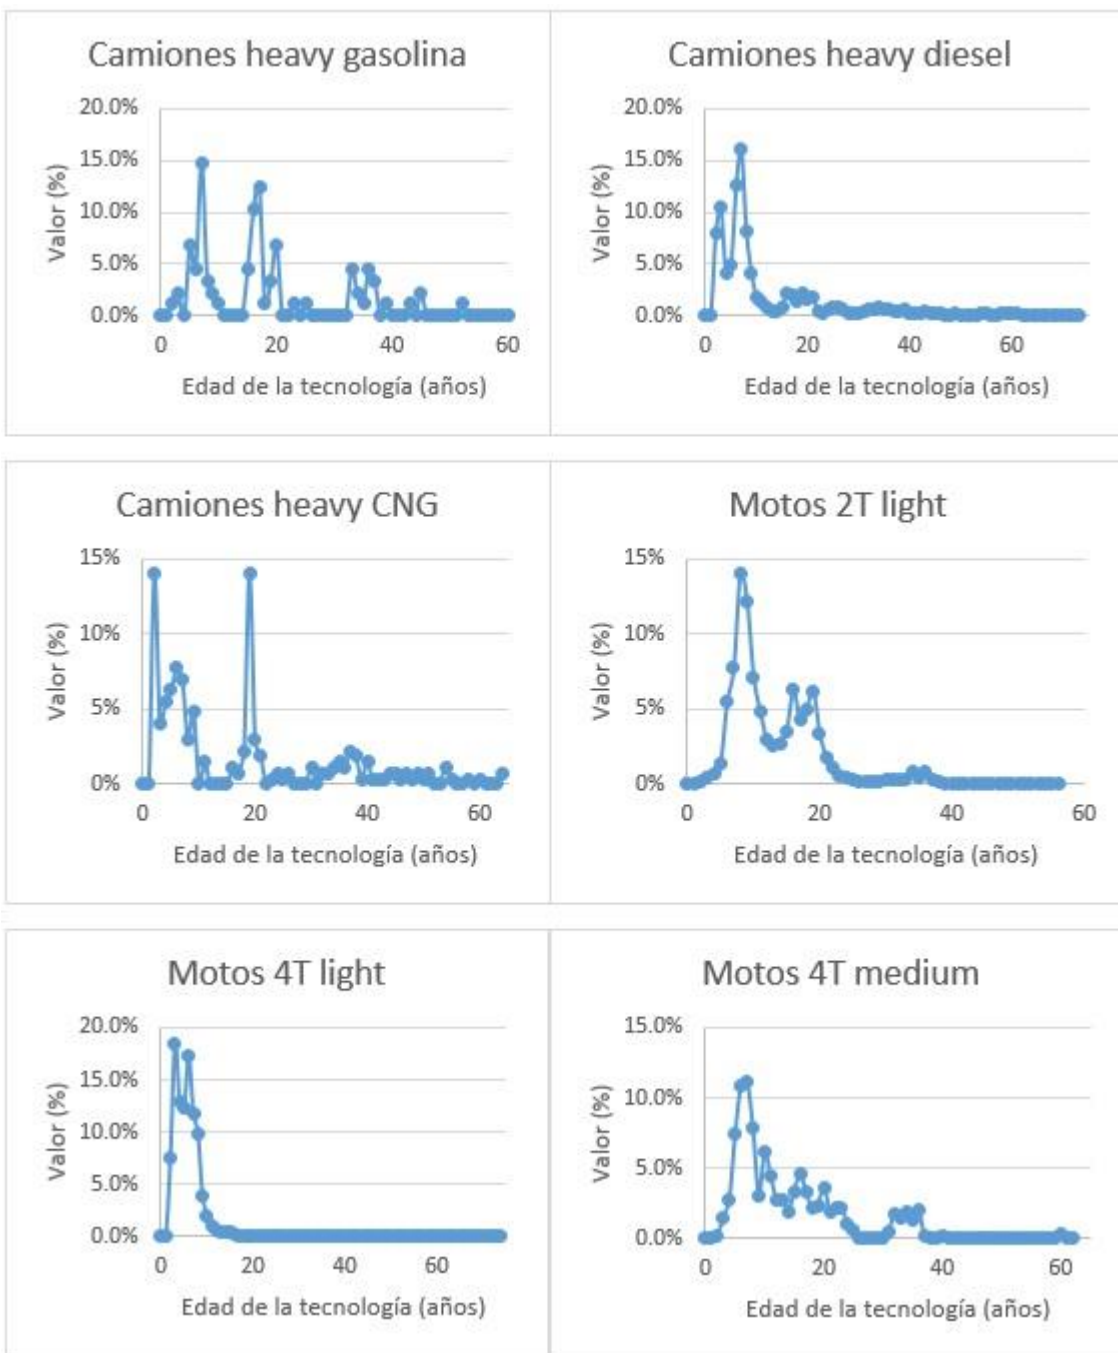 Camiones heavy gasolina
20.0%
15.0%
10.0%
5.0%
0.0%
0 20 40 60
Valor (%)
Edad de la tecnología (años)
Camiones heavy diesel
20.0%
15.0%
10.0%
5.0%
0.0%
0 20 40 60
Valor (%)
Edad de la tecnología (años)
Camiones heavy CNG
15%
10%
5%
0%
0 20 40 60
Valor (%)
Edad de la tecnología (años)
Motos 2T light
15%
10%
5%
0%
0 20 40 60
Valor (%)
Edad de la tecnología (años)
Motos 4T light
20.0%
15.0%
10.0%
5.0%
0.0%
0 20 40 60
Valor (%)
Edad de la tecnología (años)
Motos 4T medium
15.0%
10.0%
5.0%
0.0%
0 20 40 60
Valor (%)
Edad de la tecnología (años)